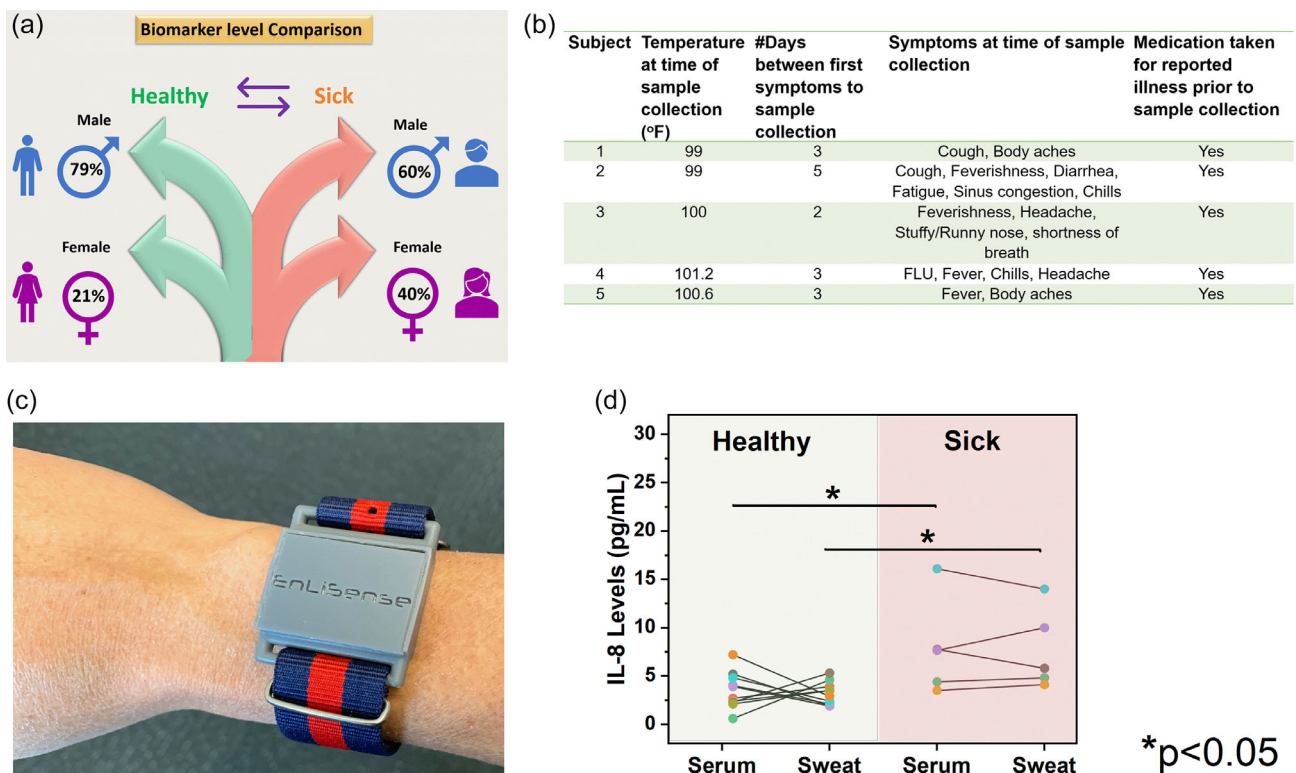 (a)
Biomarker level Comparison
Healthy
Sick
Male
79%
Male
60%
Female
21%
Female
40%
(b)
Subject Temperature at time of sample collection (°F) #Days between first symptoms to sample collection Symptoms at time of sample collection Medication taken for reported illness prior to sample collection
1 99 3 Cough, Body aches Yes
2 99 5 Cough, Feverishness, Diarrhea, Yes
Fatigue, Sinus congestion, Chills
3 100 2 Feverishness, Headache, Yes
Stuffy/Runny nose, shortness of
breath
4 101.2 3 FLU, Fever, Chills, Headache Yes
5 100.6 3 Fever, Body aches Yes
(c)
EnLiSense
(d)
Healthy
Sick
*
*
IL-8 Levels (pg/mL)
30
25
20
15
10
5
0
Serum Sweat Serum Sweat
*p<0.05